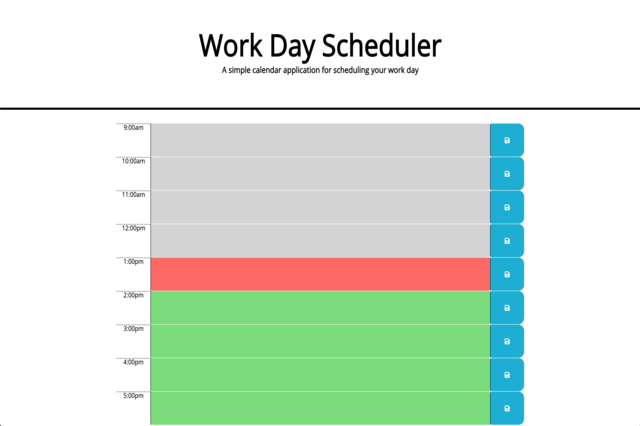 Work Day Scheduler
A simple calendar application for scheduling your work day
9:00am
10:00am
11:00am
12:00pm
1:00pm
2:00pm
3:00pm
4:00pm
5:00pm